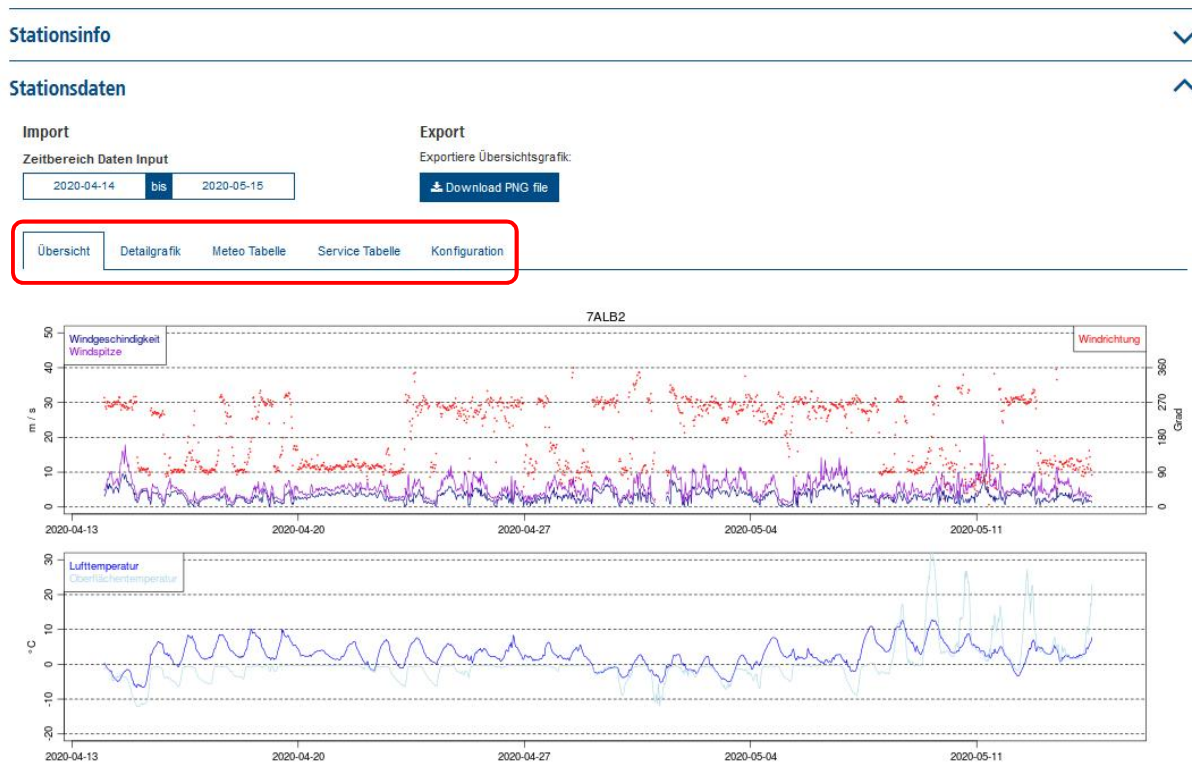 Stationsinfo
Stationsdaten
Import
Export
Zeitbereich Daten Input
Exportiere Übersichtsgrafik:
2020-04-14 bis 2020-05-15
Download PNG file
Übersicht Detailgrafik Meteo Tabelle Service Tabelle Konfiguration
7ALB2
Windgeschindigkeit
Windspitze
Windrichtung
m / s
50
40
30
20
10
0
360
270
180
90
0
Grad
2020-04-13 2020-04-20 2020-04-27 2020-05-04 2020-05-11
Lufttemperatur
Oberflächentemperatur
°C
30
20
10
0
-10
-20
2020-04-13 2020-04-20 2020-04-27 2020-05-04 2020-05-11